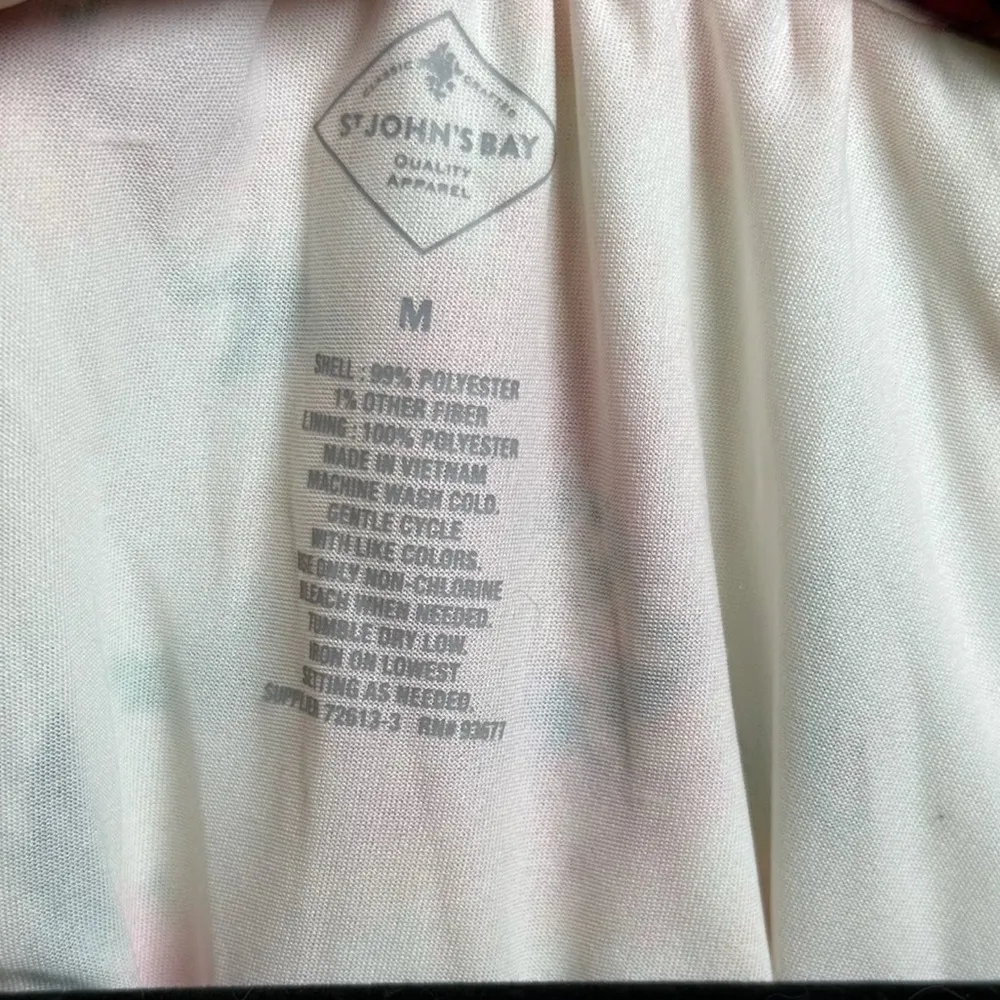 CLASSIC & CRAFTED
ST JOHN'S BAY
QUALITY
APPAREL
M
SHELL : 99% POLYESTER
1% OTHER FIBER
LINING : 100% POLYESTER
MADE IN VIETNAM
MACHINE WASH COLD.
GENTLE CYCLE
WITH LIKE COLORS.
USE ONLY NON-CHLORINE
BLEACH WHEN NEEDED.
TUMBLE DRY LOW.
IRON ON LOWEST
SETTING AS NEEDED.
SUPPLIER 72613-3 RN# 93677